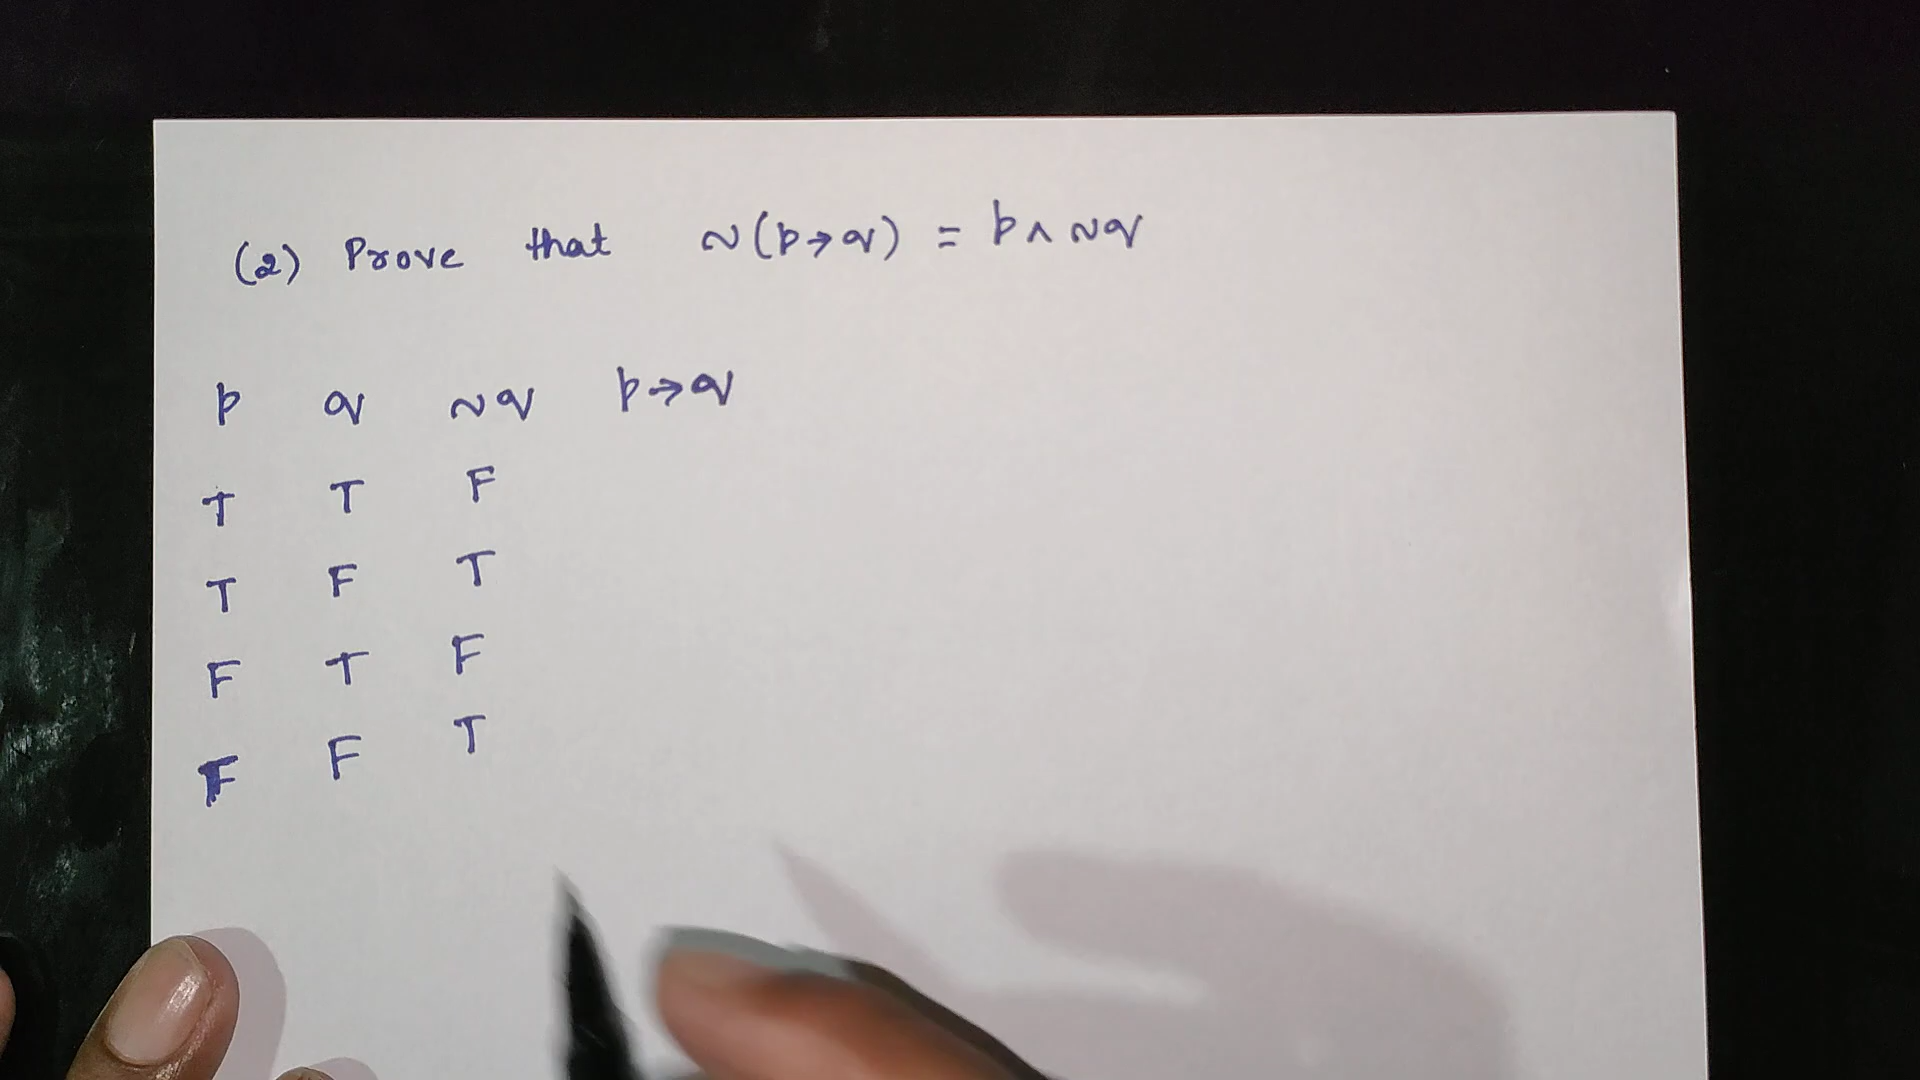 (2) Prove that ~(p→q) = p∧~q
p q ~q p→q
T T F
T F T
F T F
F F T